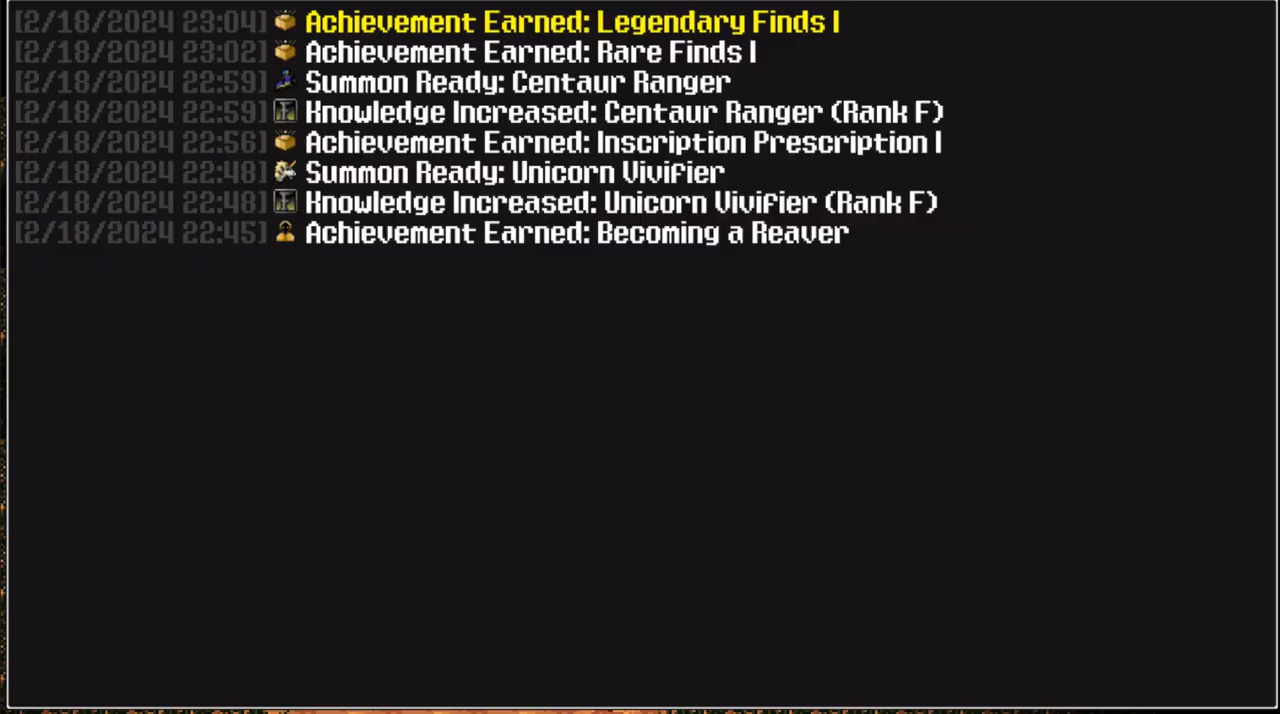 [2/18/2024 23:04] Achievement Earned: Legendary Finds I
[2/18/2024 23:02] Achievement Earned: Rare Finds I
[2/18/2024 22:59] Summon Ready: Centaur Ranger
[2/18/2024 22:59] Knowledge Increased: Centaur Ranger (Rank F)
[2/18/2024 22:56] Achievement Earned: Inscription Prescription I
[2/18/2024 22:48] Summon Ready: Unicorn Vivifier
[2/18/2024 22:48] Knowledge Increased: Unicorn Vivifier (Rank F)
[2/18/2024 22:45] Achievement Earned: Becoming a Reaver